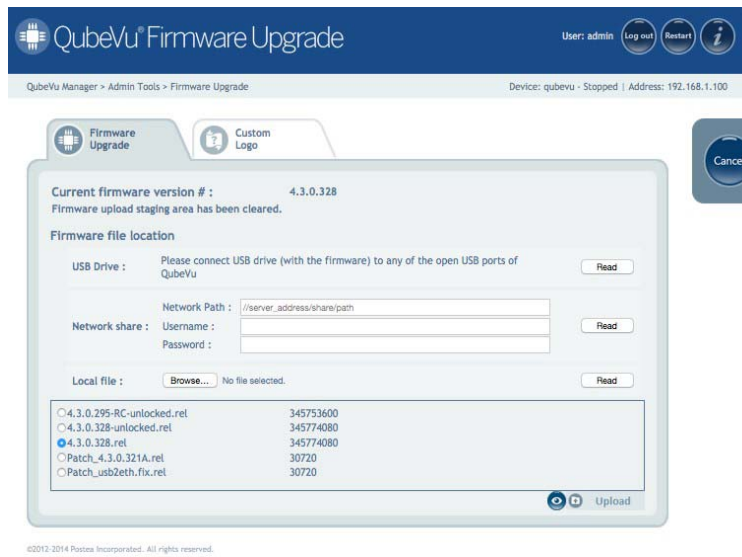 QubeVu® Firmware Upgrade
User: admin
Log out
Restart
i
QubeVu Manager > Admin Tools > Firmware Upgrade
Device: qubevu - Stopped | Address: 192.168.1.100
Firmware
Upgrade
?
Custom
Logo
Cance
Current firmware version # : 4.3.0.328
Firmware upload staging area has been cleared.
Firmware file location
USB Drive : Please connect USB drive (with the firmware) to any of the open USB ports of
QubeVu
Read
Network Path : //server_address/share/path
Network share : Username : Read
Password :
Local file : Browse... No file selected. Read
4.3.0.295-RC-unlocked.rel 345753600
4.3.0.328-unlocked.rel 345774080
4.3.0.328.rel 345774080
Patch_4.3.0.321A.rel 30720
Patch_usb2eth.fix.rel 30720
Upload
©2012-2014 Postea Incorporated. All rights reserved.